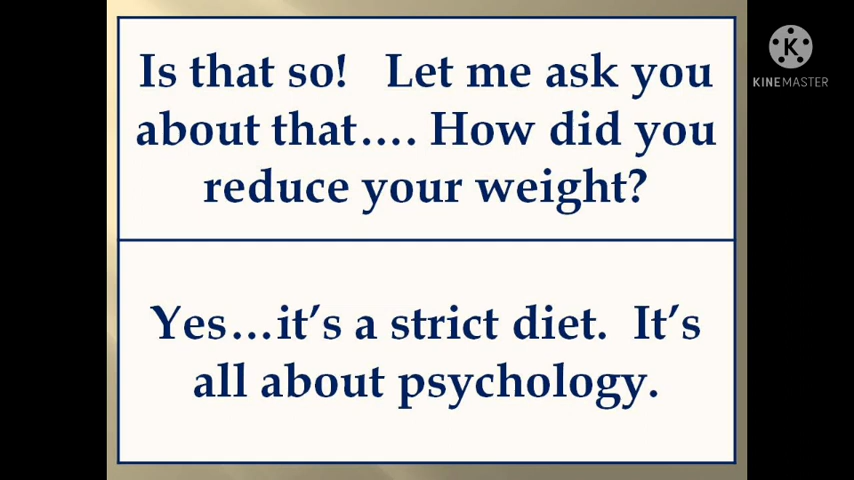 Is that so! Let me ask you
about that…. How did you
reduce your weight?
Yes…it's a strict diet. It's
all about psychology.
K
KINEMASTER